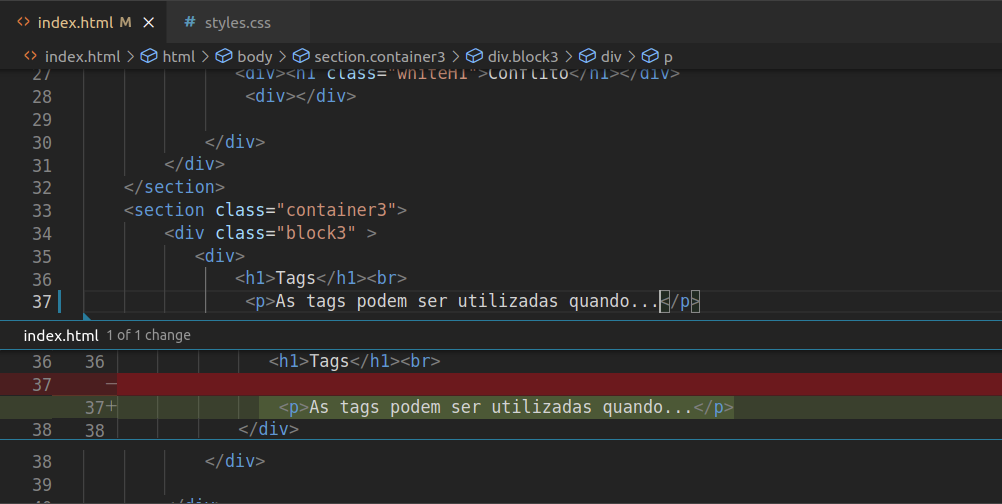 index.html M × # styles.css
index.html > html > body > section.container3 > div.block3 > div > p
27 <div><h1 class="whiteH1">Conflito</h1></div>
28 <div></div>
29
30 </div>
31 </div>
32 </section>
33 <section class="container3">
34 <div class="block3" >
35 <div>
36 <h1>Tags</h1><br>
37 <p>As tags podem ser utilizadas quando...</p>
index.html 1 of 1 change
36 36 <h1>Tags</h1><br>
37 −
37+ <p>As tags podem ser utilizadas quando...</p>
38 38 </div>
38 </div>
39
40 </div>